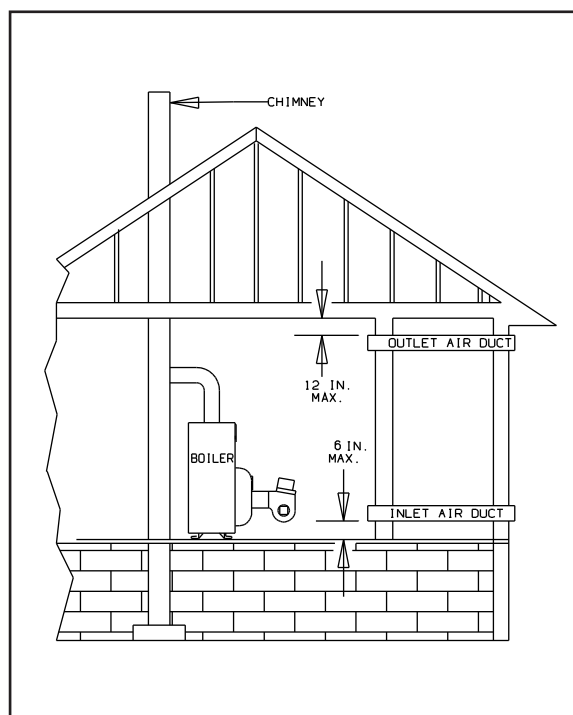 CHIMNEY
OUTLET AIR DUCT
12 IN.
MAX.
6 IN.
MAX.
BOILER
INLET AIR DUCT